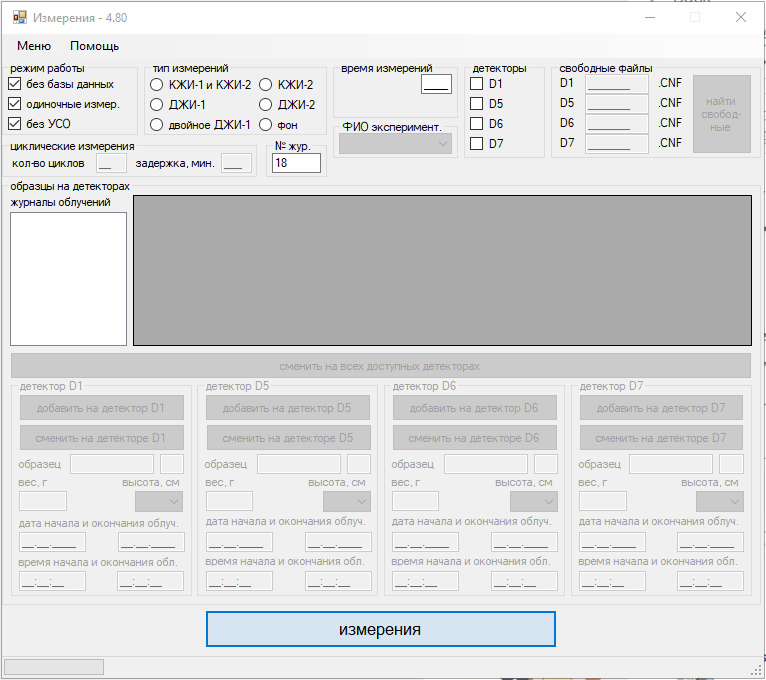 Измерения - 4.80
Меню Помощь
режим работы
без базы данных
одиночные измер.
без УСО
тип измерений
КЖИ-1 и КЖИ-2 КЖИ-2
ДЖИ-1 ДЖИ-2
двойное ДЖИ-1 фон
время измерений
___
ФИО эксперимент.
детекторы
D1
D5
D6
D7
свободные файлы
D1 _______ .CNF
D5 _______ .CNF
D6 _______ .CNF
D7 _______ .CNF
найти
свобод-
ные
циклические измерения
кол-во циклов __ задержка, мин. ___
№ жур.
18
образцы на детекторах
журналы облучений
сменить на всех доступных детекторах
детектор D1
добавить на детектор D1
сменить на детекторе D1
образец
вес, г высота, см
дата начала и окончания облуч.
__.__.____ __.__.____
время начала и окончания обл.
__:__:__ __:__:__
детектор D5
добавить на детектор D5
сменить на детекторе D5
образец
вес, г высота, см
дата начала и окончания облуч.
__.__.____ __.__.____
время начала и окончания обл.
__:__:__ __:__:__
детектор D6
добавить на детектор D6
сменить на детекторе D6
образец
вес, г высота, см
дата начала и окончания облуч.
__.__.____ __.__.____
время начала и окончания обл.
__:__:__ __:__:__
детектор D7
добавить на детектор D7
сменить на детекторе D7
образец
вес, г высота, см
дата начала и окончания облуч.
__.__.____ __.__.____
время начала и окончания обл.
__:__:__ __:__:__
измерения